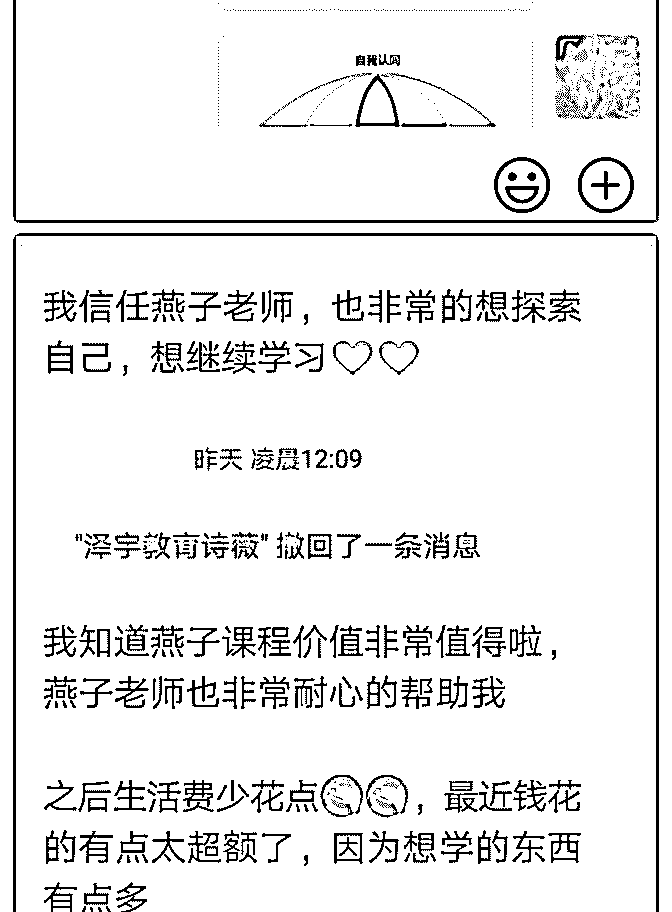 自我认同
我信任燕子老师，也非常的想探索
自己，想继续学习♡♡
昨天 凌晨12:09
"泽宇教育诗薇" 撤回了一条消息
我知道燕子课程价值非常值得啦，
燕子老师也非常耐心的帮助我
之后生活费少花点，最近钱花
的有点太超额了，因为想学的东西
有点多